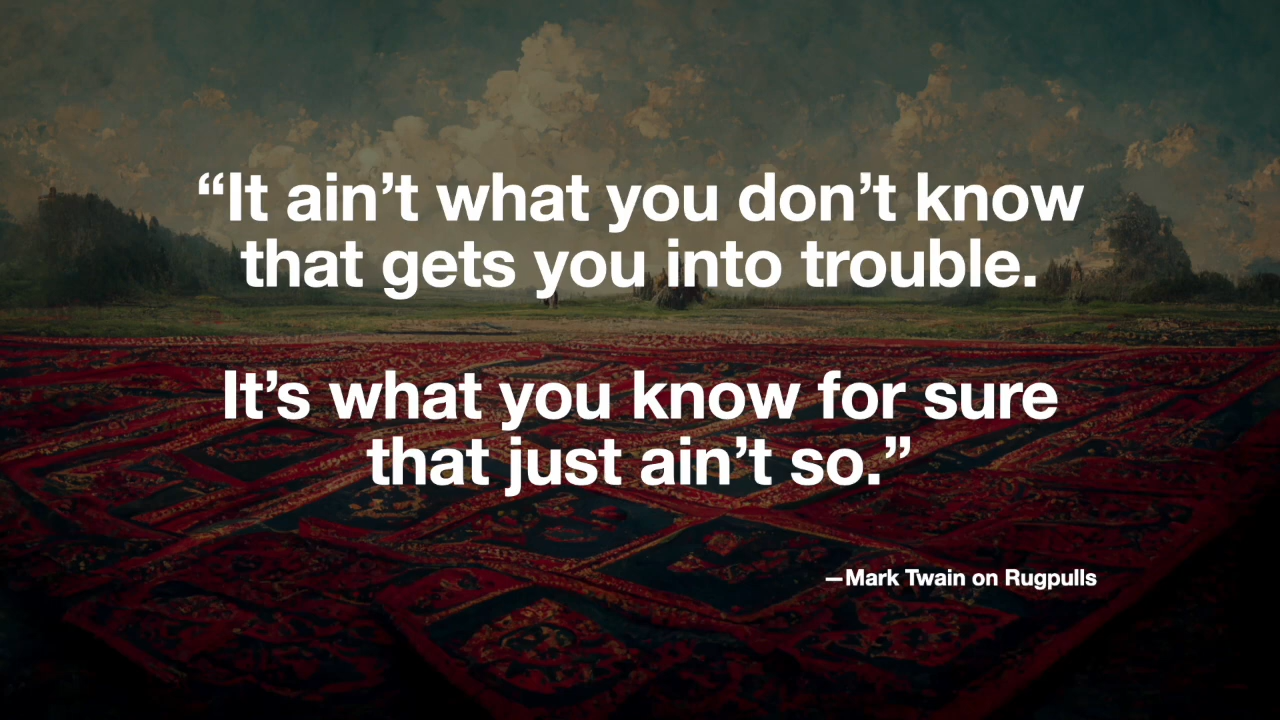 “It ain’t what you don’t know
that gets you into trouble.
It’s what you know for sure
that just ain’t so.”
—Mark Twain on Rugpulls